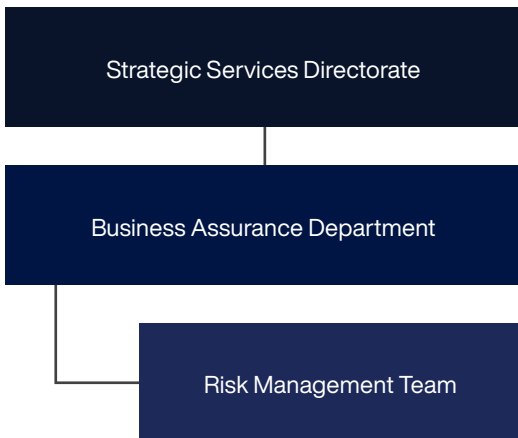 Strategic Services Directorate
Business Assurance Department
Risk Management Team